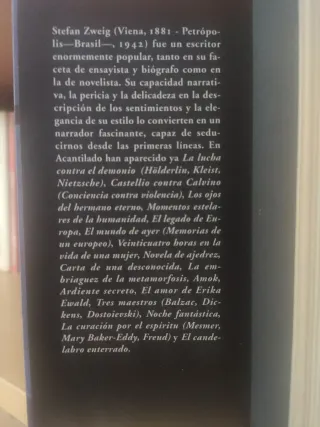 Stefan Zweig (Viena, 1881 - Petrópo-
lis—Brasil—, 1942) fue un escritor
enormemente popular, tanto en su fa-
ceta de ensayista y biógrafo como en
la de novelista. Su capacidad narrati-
va, la pericia y la delicadeza en la des-
cripción de los sentimientos y la ele-
gancia de su estilo lo convierten en un
narrador fascinante, capaz de sedu-
cirnos desde las primeras líneas. En
Acantilado han aparecido ya La lucha
contra el demonio (Hölderlin, Kleist,
Nietzsche), Castellio contra Calvino
(Conciencia contra violencia), Los ojos
del hermano eterno, Momentos estela-
res de la humanidad, El legado de Eu-
ropa, El mundo de ayer (Memorias de
un europeo), Veinticuatro horas en la
vida de una mujer, Novela de ajedrez,
Carta de una desconocida, La em-
briaguez de la metamorfosis, Amok,
Ardiente secreto, El amor de Erika
Ewald, Tres maestros (Balzac, Dic-
kens, Dostoievski), Noche fantástica,
La curación por el espíritu (Mesmer,
Mary Baker-Eddy, Freud) y El cande-
labro enterrado.